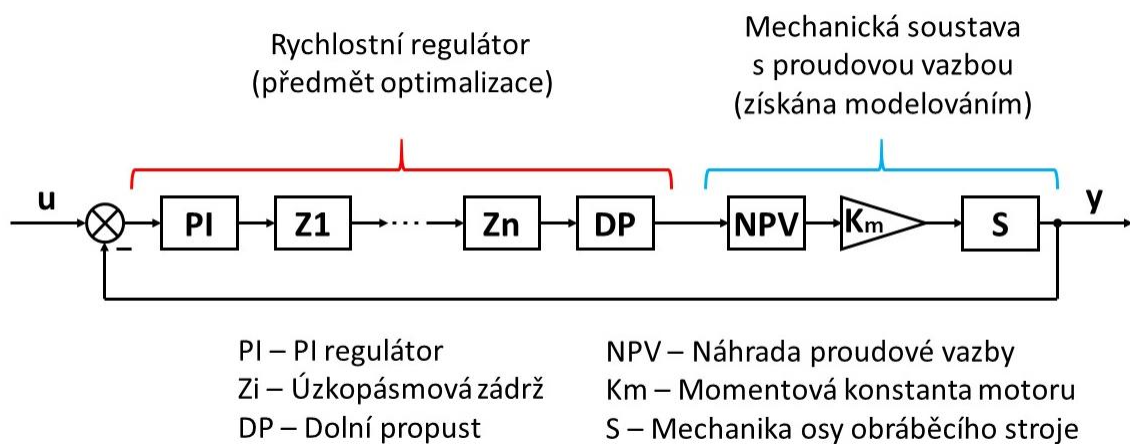 Rychlostní regulátor
(předmět optimalizace)
Mechanická soustava
s proudovou vazbou
(získána modelováním)
u
PI
Z1
....
Zn
DP
NPV
Km
S
y
–
PI – PI regulátor
Zi – Úzkopásmová zádrž
DP – Dolní propust
NPV – Náhrada proudové vazby
Km – Momentová konstanta motoru
S – Mechanika osy obráběcího stroje